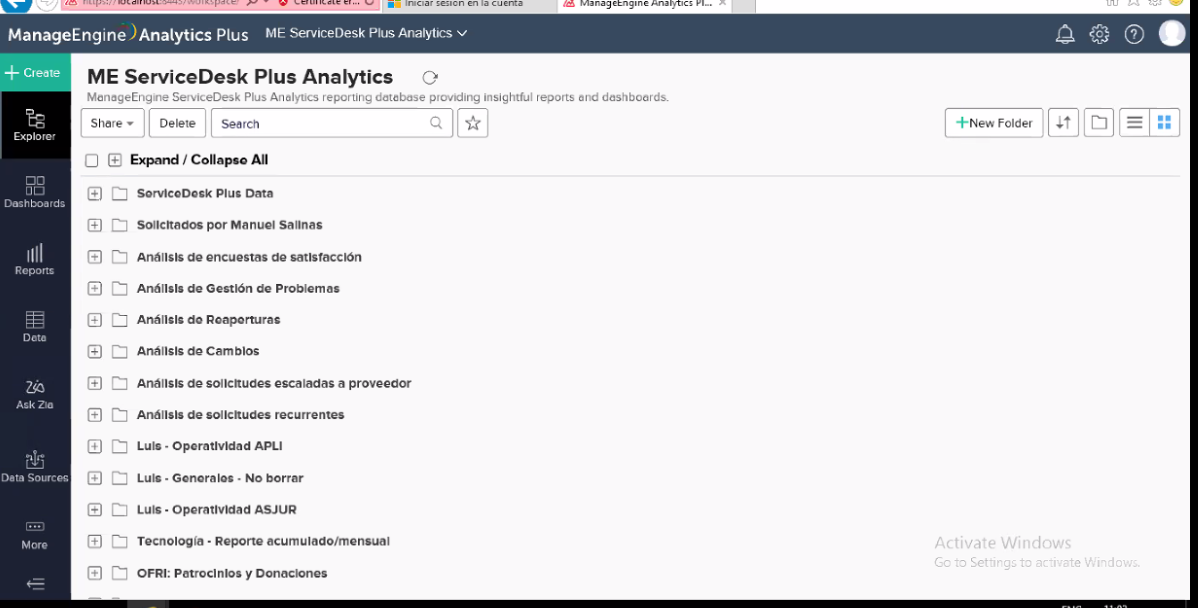 https://localhost:8443/workspace/
Certificate er...
Iniciar sesión en la cuenta
ManageEngine Analytics Pl...
ManageEngine Analytics Plus
ME ServiceDesk Plus Analytics
Create
ME ServiceDesk Plus Analytics
ManageEngine ServiceDesk Plus Analytics reporting database providing insightful reports and dashboards.
Share
Delete
Search
New Folder
Explorer
Expand / Collapse All
Dashboards
ServiceDesk Plus Data
Solicitados por Manuel Salinas
Análisis de encuestas de satisfacción
Reports
Análisis de Gestión de Problemas
Análisis de Reaperturas
Data
Análisis de Cambios
Análisis de solicitudes escaladas a proveedor
Ask Zia
Análisis de solicitudes recurrentes
Luis - Operatividad APLI
Data Sources
Luis - Generales - No borrar
Luis - Operatividad ASJUR
More
Tecnología - Reporte acumulado/mensual
OFRI: Patrocinios y Donaciones
Activate Windows
Go to Settings to activate Windows.
ENG
11:02